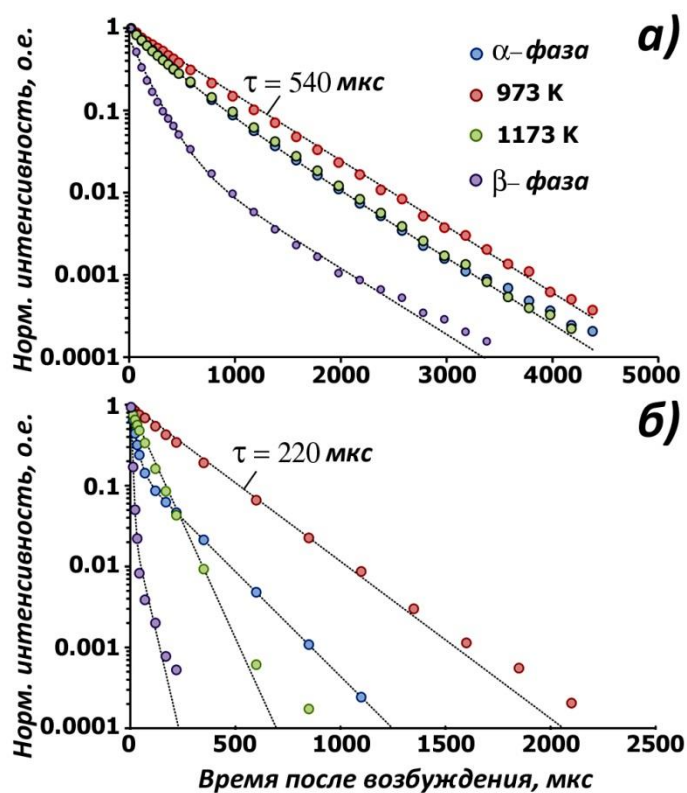 а)
Норм. интенсивность, о.е.
1
0.1
0.01
0.001
0.0001
τ = 540 мкс
α– фаза
973 K
1173 K
β– фаза
0 1000 2000 3000 4000 5000
б)
Норм. интенсивность, о.е.
1
0.1
0.01
0.001
0.0001
τ = 220 мкс
0 500 1000 1500 2000 2500
Время после возбуждения, мкс